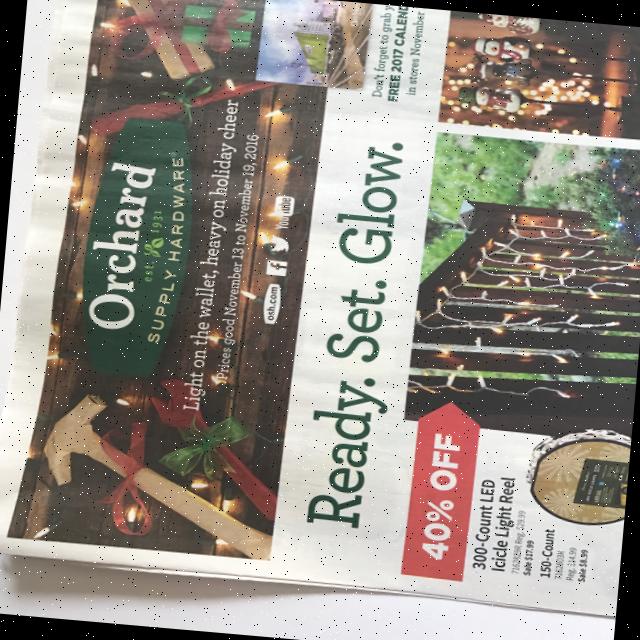 Orchard
est. 1931
SUPPLY HARDWARE
Light on the wallet, heavy on holiday cheer
Prices good November 13 to November 19, 2016
osh.com
YouTube
Don't forget to grab
FREE 2017 CALEND
in stores November
Ready. Set. Glow.
40% OFF
300-Count LED
Icicle Light Reel
Reg. $29.99
Sale $17.99
150-Count
Reg. $14.99
Sale $8.99